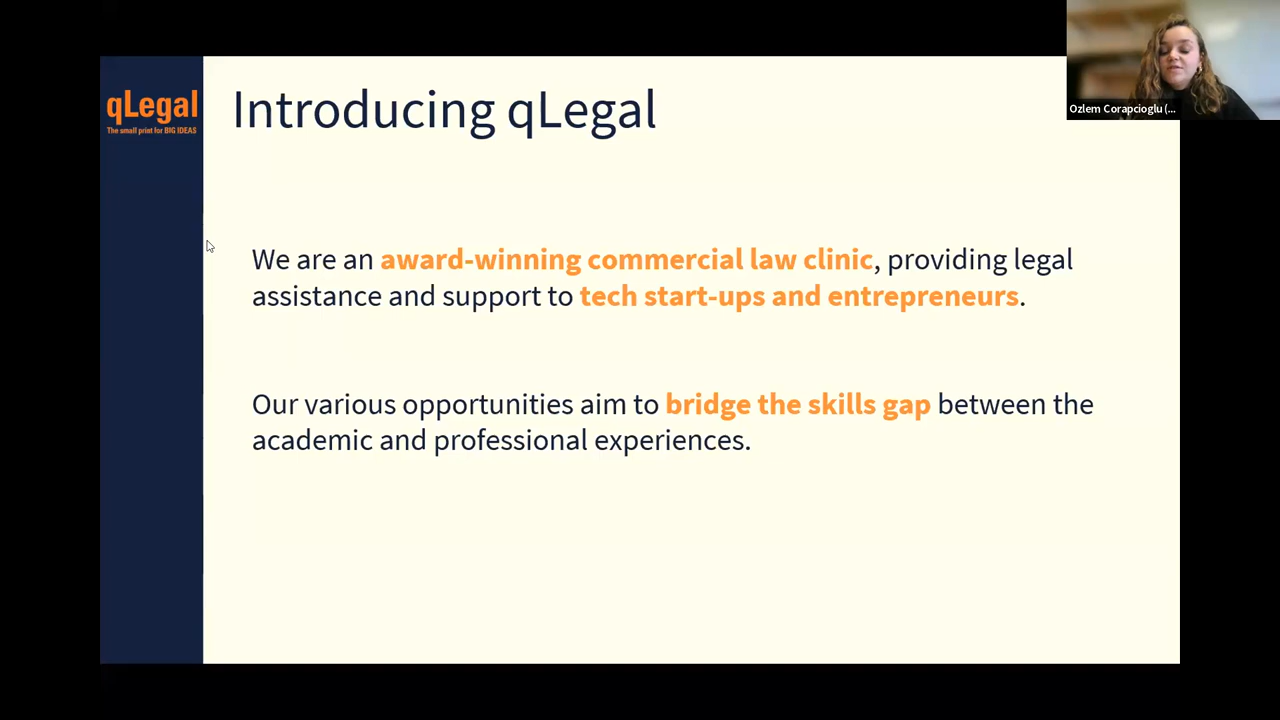 qLegal
The small print for BIG IDEAS
Introducing qLegal
Ozlem Corapcioglu (...
We are an award-winning commercial law clinic, providing legal
assistance and support to tech start-ups and entrepreneurs.
Our various opportunities aim to bridge the skills gap between the
academic and professional experiences.